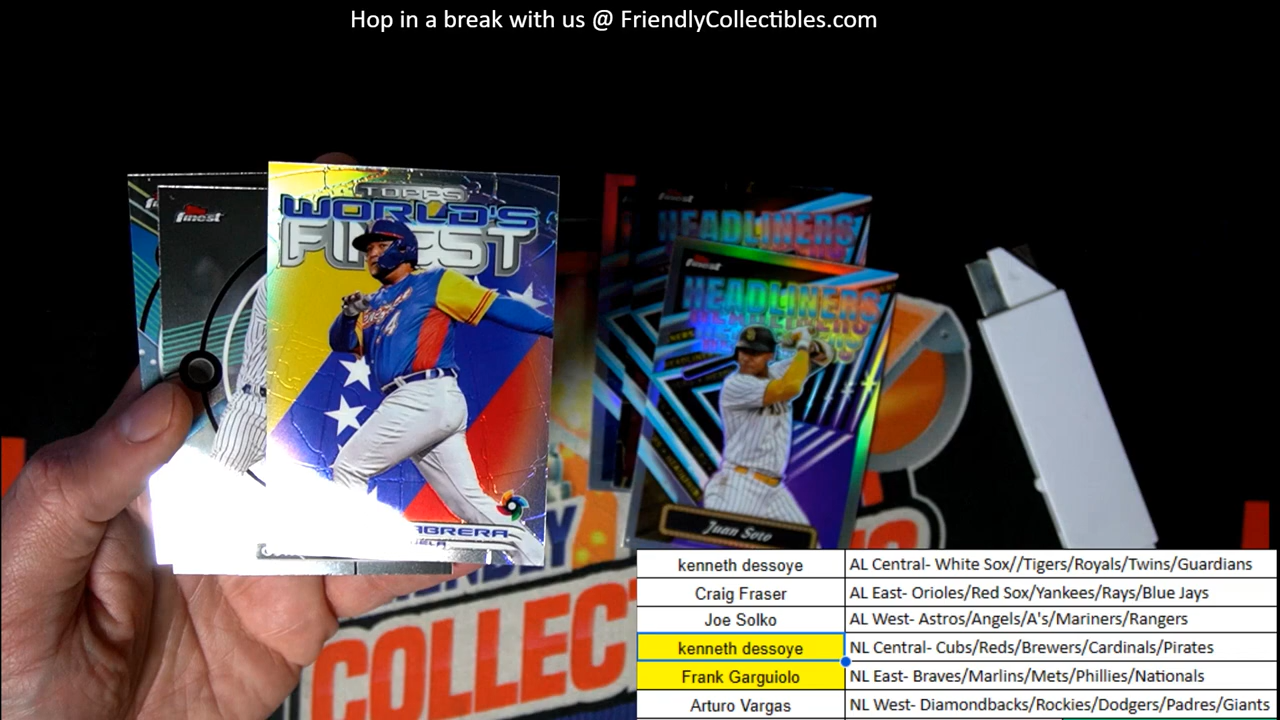 Hop in a break with us @ FriendlyCollectibles.com
Finest
TOPPS
WORLD'S
FINEST
4
ABRERA
Finest
HEADLINERS
Finest
HEADLINERS
Juan Soto
COLLEC
kenneth dessoye AL Central- White Sox//Tigers/Royals/Twins/Guardians
Craig Fraser AL East- Orioles/Red Sox/Yankees/Rays/Blue Jays
Joe Solko AL West- Astros/Angels/A's/Mariners/Rangers
kenneth dessoye NL Central- Cubs/Reds/Brewers/Cardinals/Pirates
Frank Garguiolo NL East- Braves/Marlins/Mets/Phillies/Nationals
Arturo Vargas NL West- Diamondbacks/Rockies/Dodgers/Padres/Giants